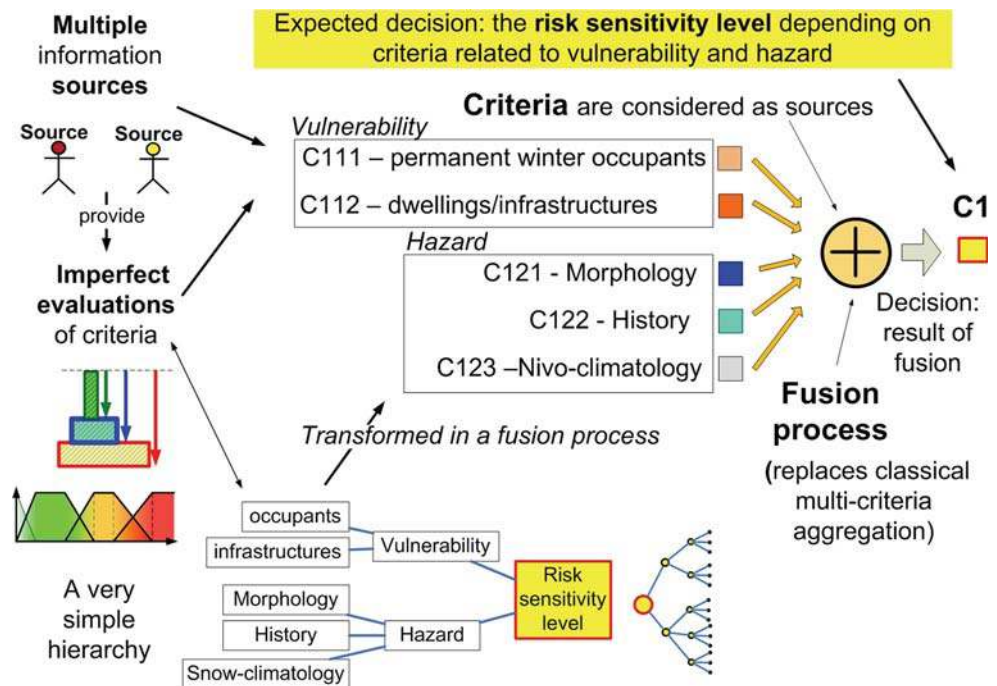 Multiple
information
sources
Source
Source
provide
Imperfect
evaluations
of criteria
A very
simple
hierarchy
Expected decision: the risk sensitivity level depending on
criteria related to vulnerability and hazard
Criteria are considered as sources
Vulnerability
C111 – permanent winter occupants
C112 – dwellings/infrastructures
Hazard
C121 - Morphology
C122 - History
C123 –Nivo-climatology
C1
Decision:
result of
fusion
Fusion
process
(replaces classical
multi-criteria
aggregation)
Transformed in a fusion process
occupants
infrastructures
Vulnerability
Morphology
History
Snow-climatology
Hazard
Risk
sensitivity
level